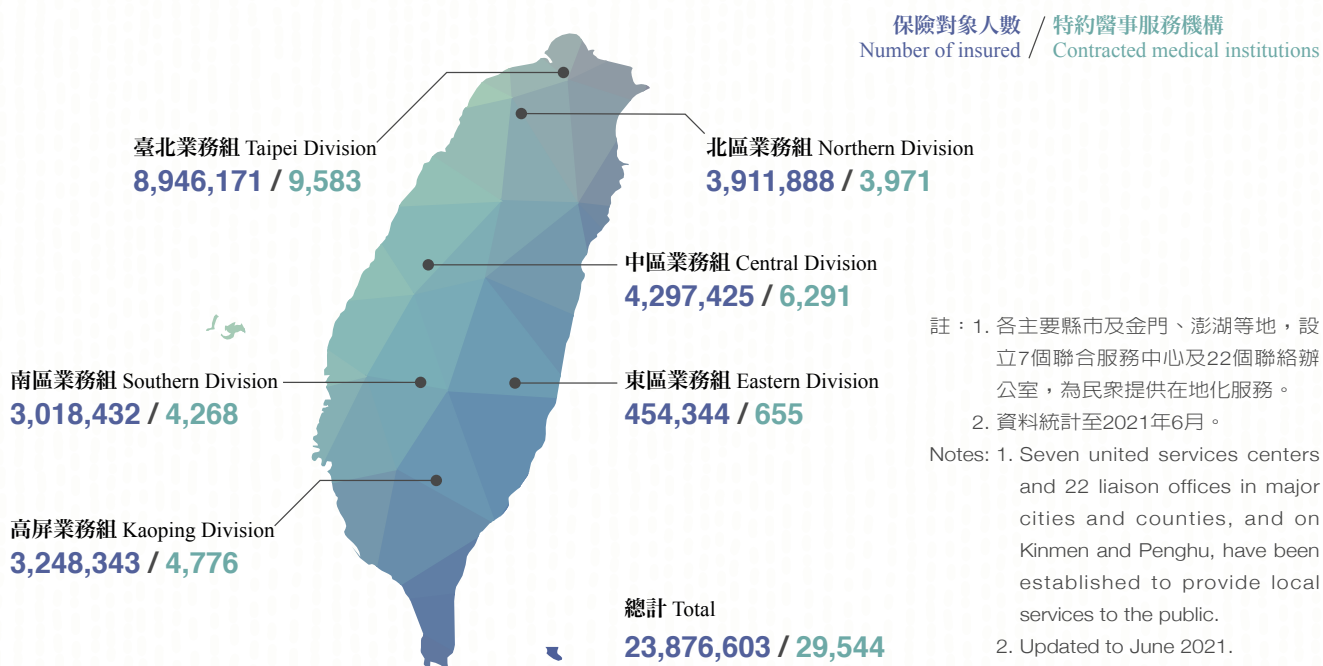 保險對象人數 / 特約醫事服務機構
Number of insured / Contracted medical institutions
臺北業務組 Taipei Division
8,946,171 / 9,583
北區業務組 Northern Division
3,911,888 / 3,971
中區業務組 Central Division
4,297,425 / 6,291
南區業務組 Southern Division
3,018,432 / 4,268
東區業務組 Eastern Division
454,344 / 655
高屏業務組 Kaoping Division
3,248,343 / 4,776
總計 Total
23,876,603 / 29,544
註：1. 各主要縣市及金門、澎湖等地，設
立7個聯合服務中心及22個聯絡辦
公室，為民眾提供在地化服務。
2. 資料統計至2021年6月。
Notes: 1. Seven united services centers
and 22 liaison offices in major
cities and counties, and on
Kinmen and Penghu, have been
established to provide local
services to the public.
2. Updated to June 2021.